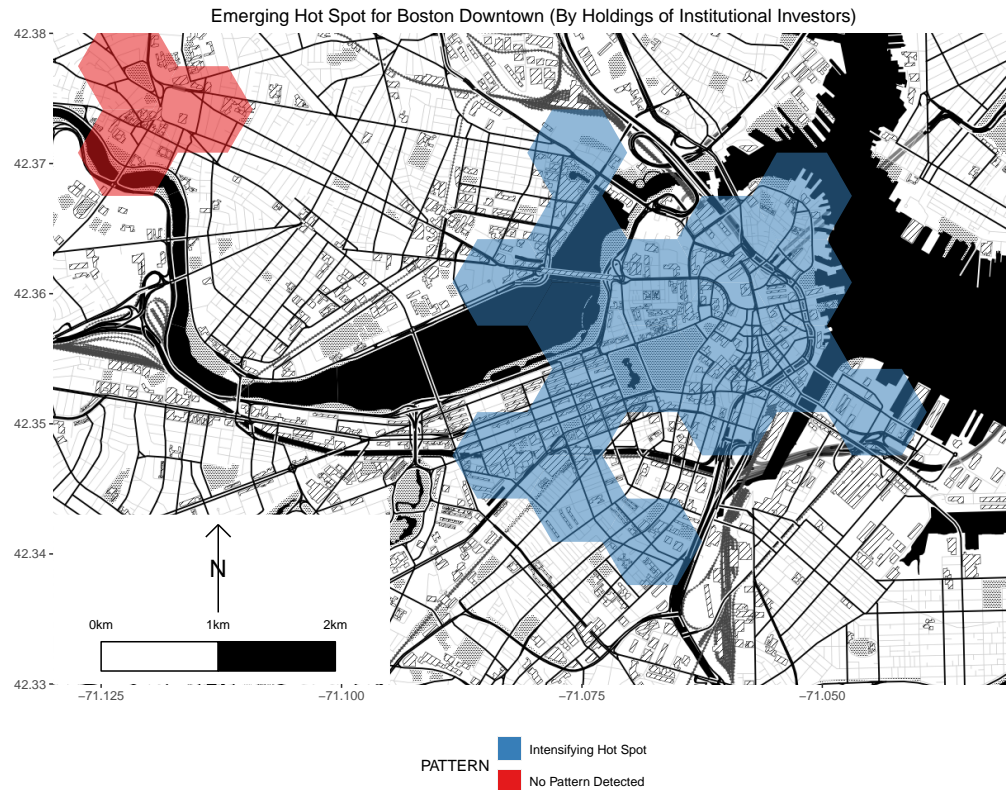 Emerging Hot Spot for Boston Downtown (By Holdings of Institutional Investors)
42.38
42.37
42.36
42.35
42.34
42.33
N
0km 1km 2km
−71.125 −71.100 −71.075 −71.050
PATTERN
Intensifying Hot Spot
No Pattern Detected